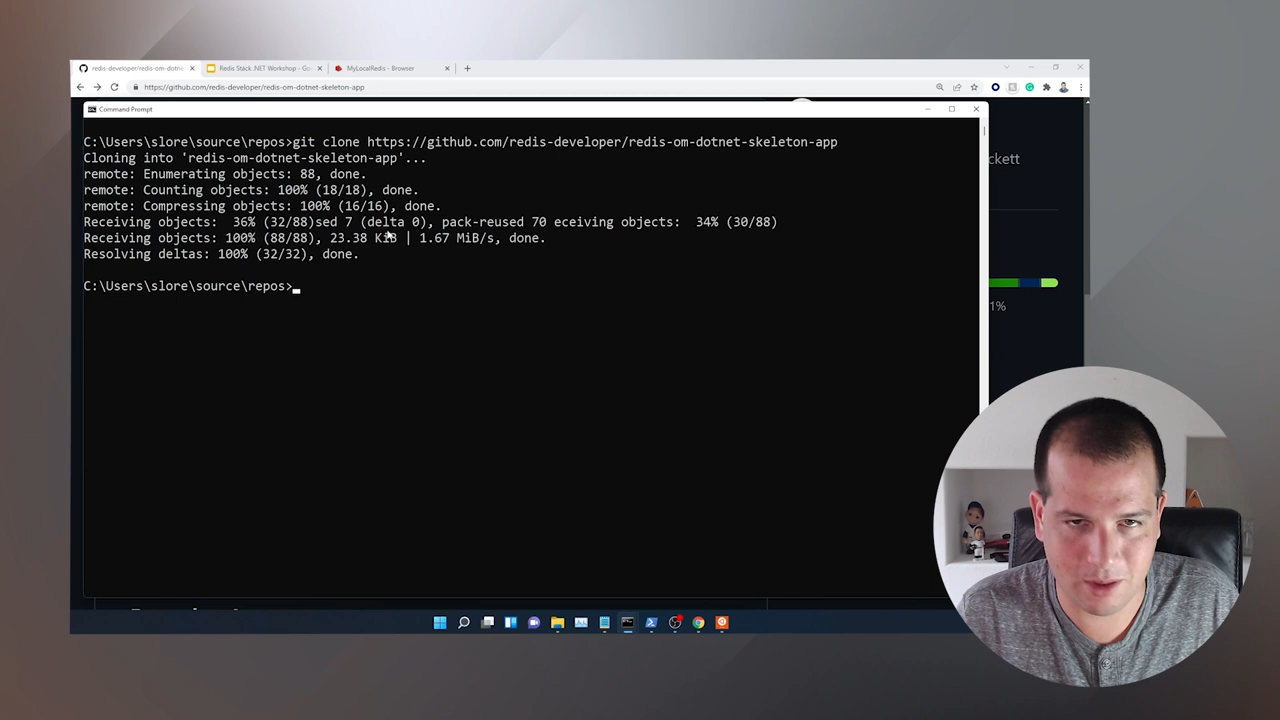 redis-developer/redis-om-dotn
Redis Stack .NET Workshop - Go
MyLocalRedis - Browser
https://github.com/redis-developer/redis-om-dotnet-skeleton-app
Command Prompt
C:\Users\slore\source\repos>git clone https://github.com/redis-developer/redis-om-dotnet-skeleton-app
Cloning into 'redis-om-dotnet-skeleton-app'...
remote: Enumerating objects: 88, done.
remote: Counting objects: 100% (18/18), done.
remote: Compressing objects: 100% (16/16), done.
Receiving objects:  36% (32/88)sed 7 (delta 0), pack-reused 70 eceiving objects:  34% (30/88)
Receiving objects: 100% (88/88), 23.38 KiB | 1.67 MiB/s, done.
Resolving deltas: 100% (32/32), done.
C:\Users\slore\source\repos>
ckett
1%